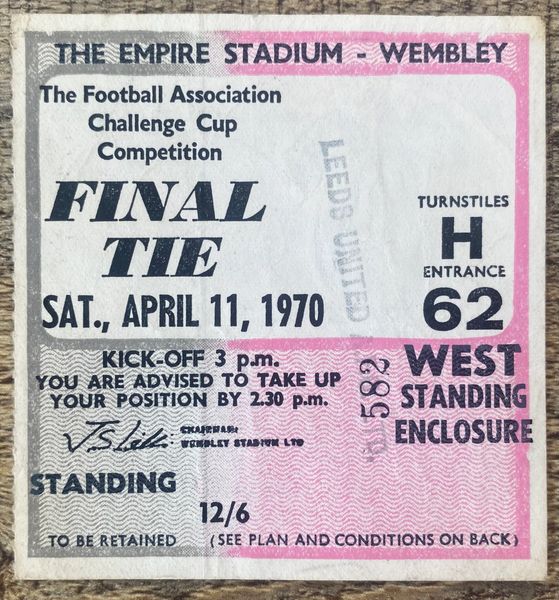 THE EMPIRE STADIUM - WEMBLEY
The Football Association
Challenge Cup
Competition
FINAL
TIE
SAT., APRIL 11, 1970
TURNSTILES
H
ENTRANCE
62
KICK-OFF 3 p.m.
YOU ARE ADVISED TO TAKE UP
YOUR POSITION BY 2.30 p.m.
WEST
STANDING
ENCLOSURE
LEEDS UNITED
LTD.
582
CHAIRMAN:
WEMBLEY STADIUM LTD
STANDING
12/6
TO BE RETAINED (SEE PLAN AND CONDITIONS ON BACK)